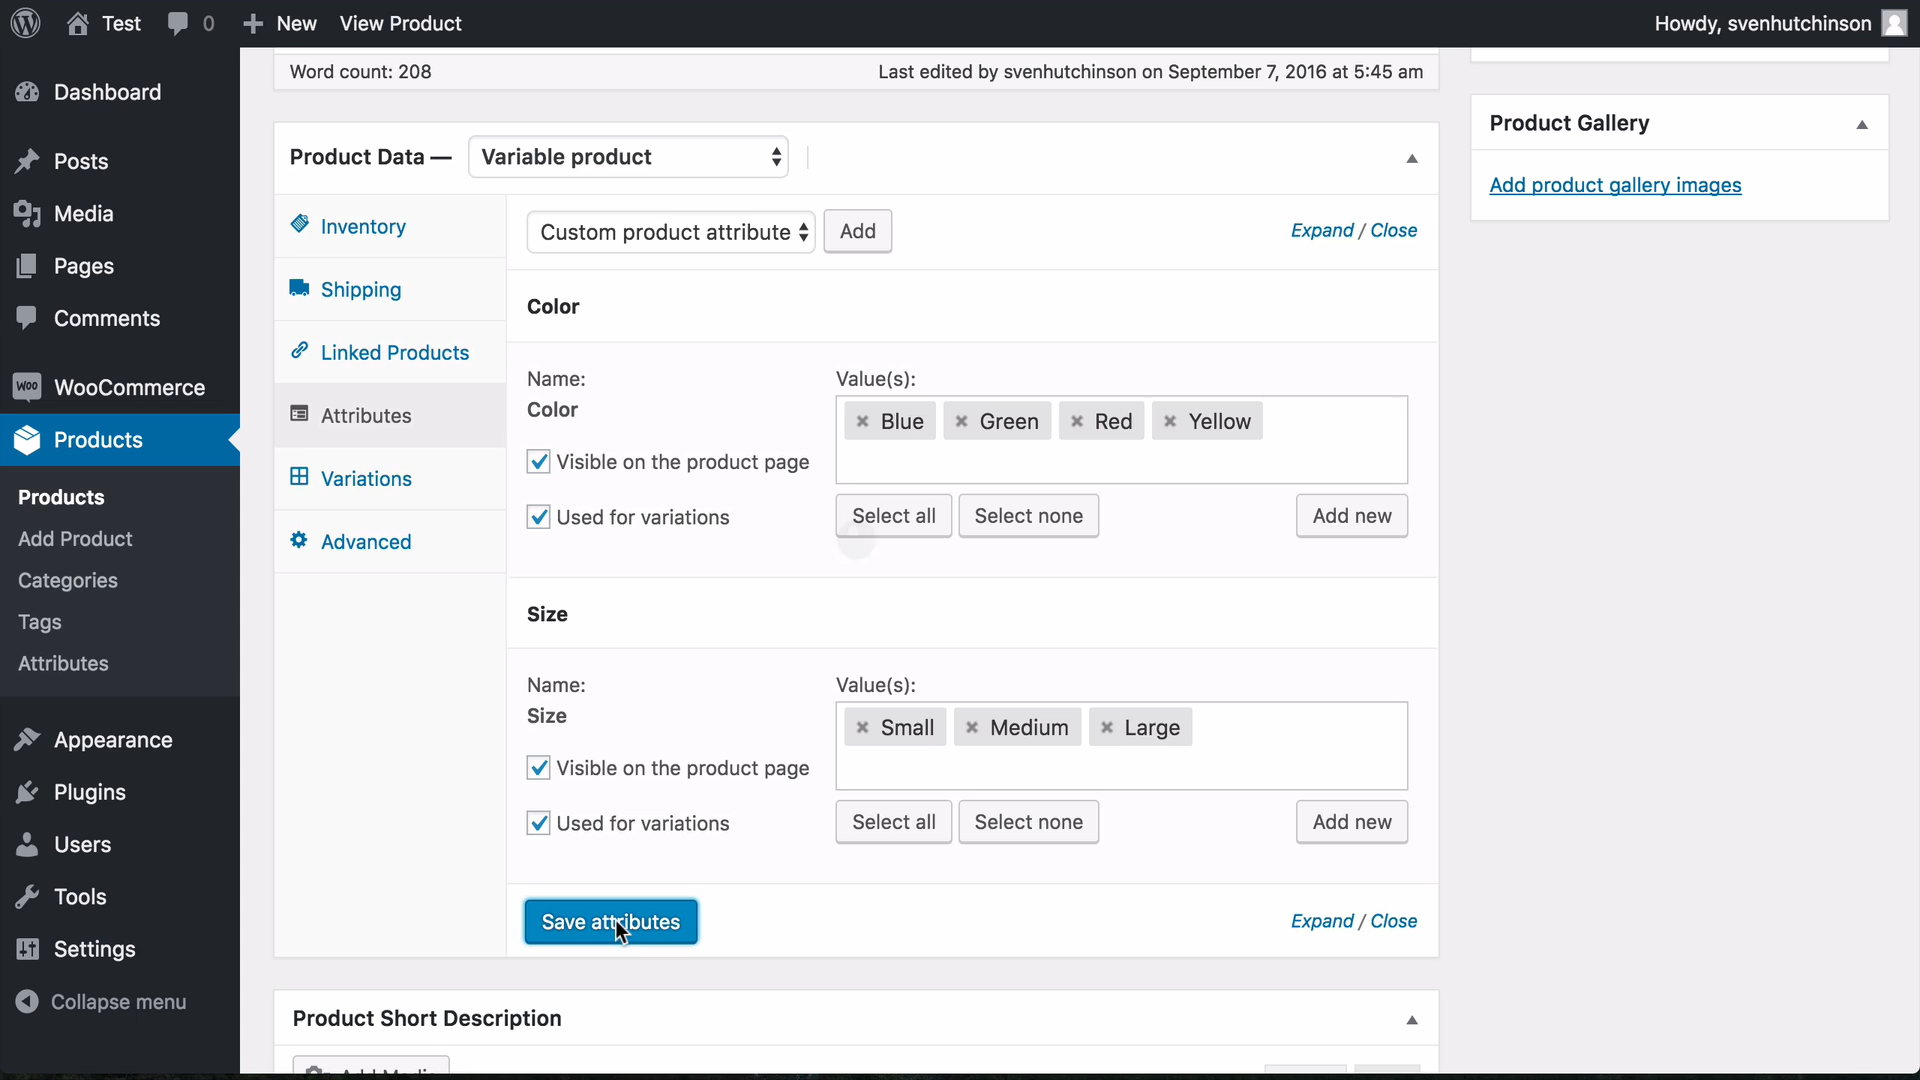 Test
0
New
View Product
Howdy, svenhutchinson
Dashboard
Posts
Media
Pages
Comments
WOO
WooCommerce
Products
Products
Add Product
Categories
Tags
Attributes
Appearance
Plugins
Users
Tools
Settings
Collapse menu
Word count: 208
Last edited by svenhutchinson on September 7, 2016 at 5:45 am
Product Data —
Variable product
Inventory
Shipping
Linked Products
Attributes
Variations
Advanced
Custom product attribute
Add
Expand / Close
Color
Name:
Color
Visible on the product page
Used for variations
Value(s):
× Blue × Green × Red × Yellow
Select all
Select none
Add new
Size
Name:
Size
Visible on the product page
Used for variations
Value(s):
× Small × Medium × Large
Select all
Select none
Add new
Save attributes
Expand / Close
Product Short Description
Add Media
Product Gallery
Add product gallery images